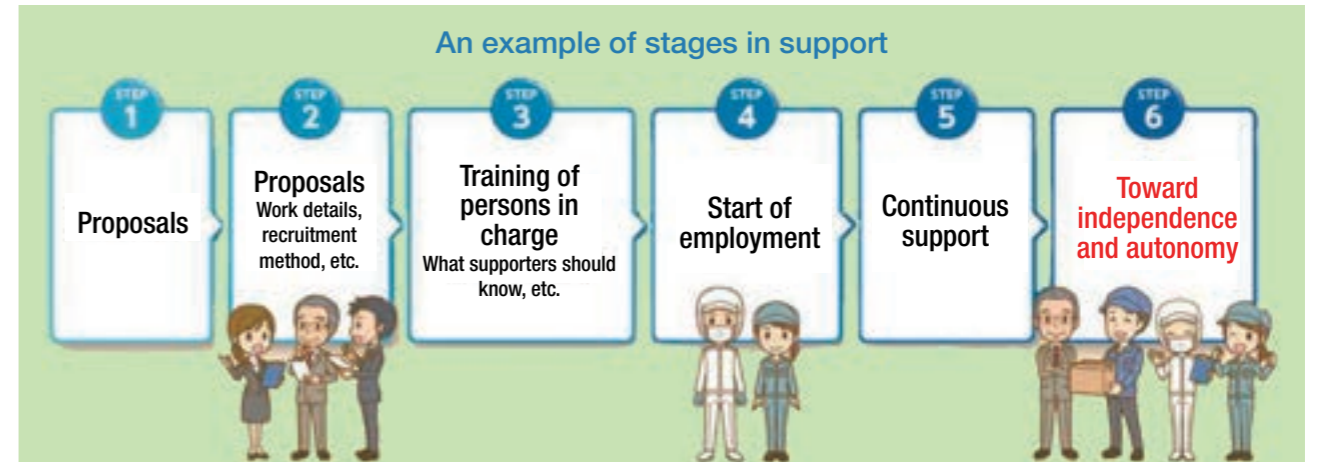 An example of stages in support
STEP
1
Proposals
STEP
2
Proposals
Work details,
recruitment
method, etc.
STEP
3
Training of
persons in
charge
What supporters should
know, etc.
STEP
4
Start of
employment
STEP
5
Continuous
support
STEP
6
Toward
independence
and autonomy